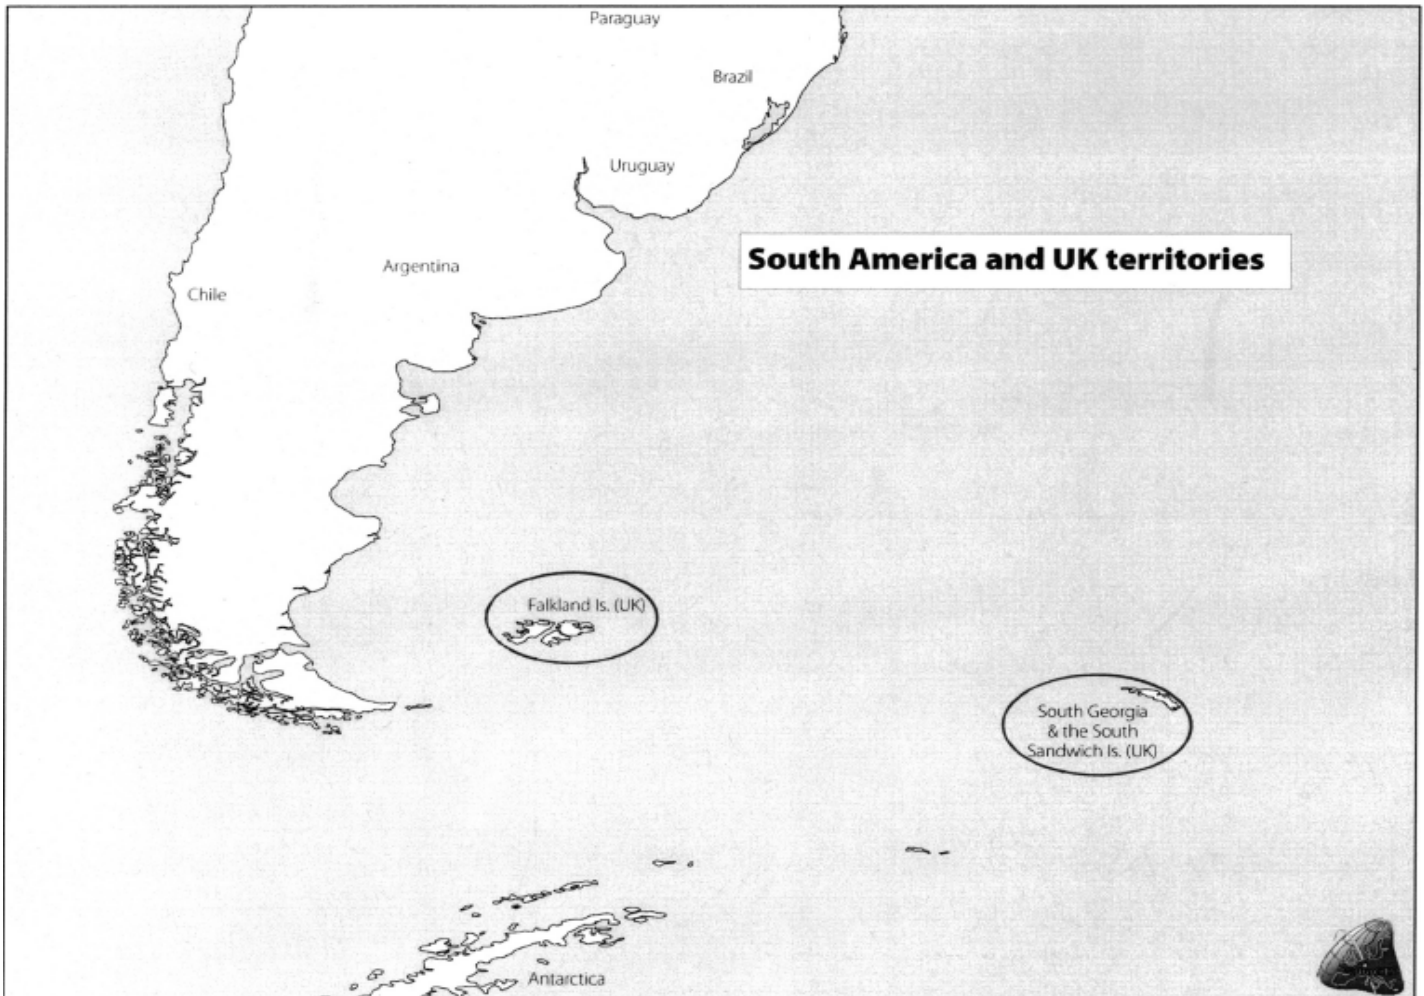 Paraguay
Brazil
Uruguay
South America and UK territories
Argentina
Chile
Falkland Is. (UK)
South Georgia
& the South
Sandwich Is. (UK)
Antarctica